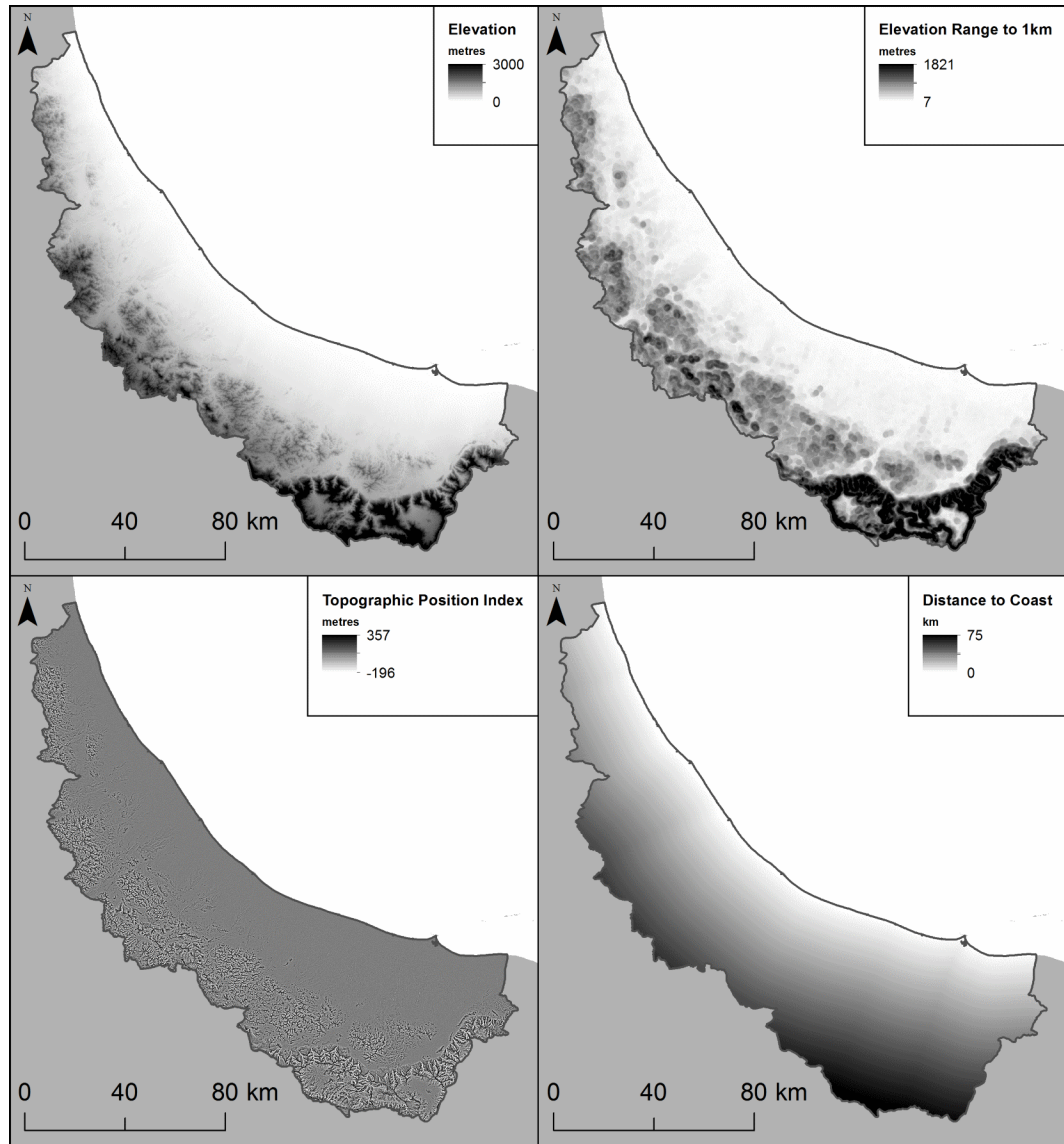 N
Elevation
metres
3000
0
0 40 80 km
N
Elevation Range to 1km
metres
1821
7
0 40 80 km
N
Topographic Position Index
metres
357
-196
0 40 80 km
N
Distance to Coast
km
75
0
0 40 80 km